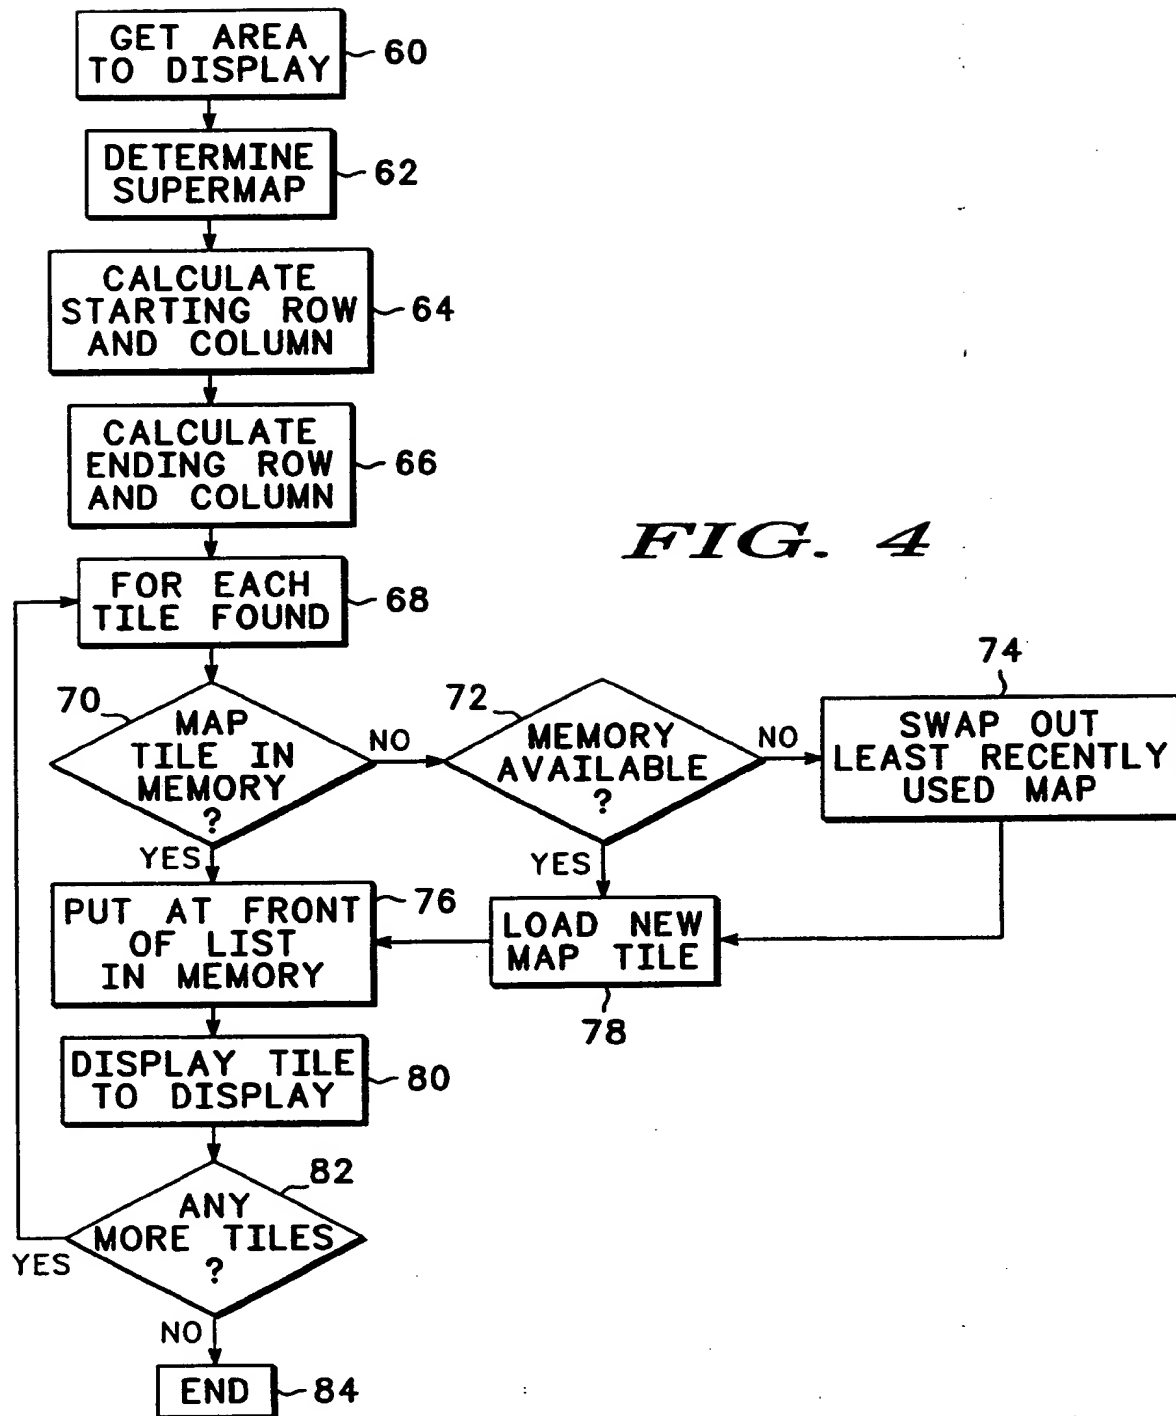 GET AREA
TO DISPLAY
60
DETERMINE
SUPERMAP
62
CALCULATE
STARTING ROW
AND COLUMN
64
CALCULATE
ENDING ROW
AND COLUMN
66
FIG. 4
FOR EACH
TILE FOUND
68
70
MAP
TILE IN
MEMORY
?
NO
YES
72
MEMORY
AVAILABLE
?
NO
YES
74
SWAP OUT
LEAST RECENTLY
USED MAP
PUT AT FRONT
OF LIST
IN MEMORY
76
LOAD NEW
MAP TILE
78
DISPLAY TILE
TO DISPLAY
80
82
ANY
MORE TILES
?
YES
NO
END
84